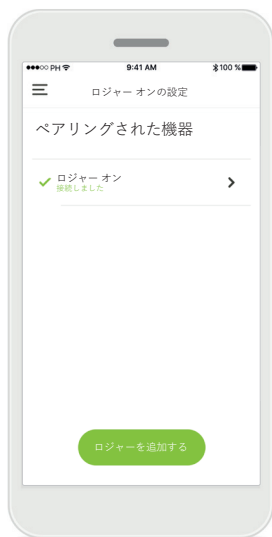 ●●●○○ PH 9:41 AM 100 %
ロジャー オンの設定
ペアリングされた機器
ロジャー オン
接続しました
ロジャーを追加する